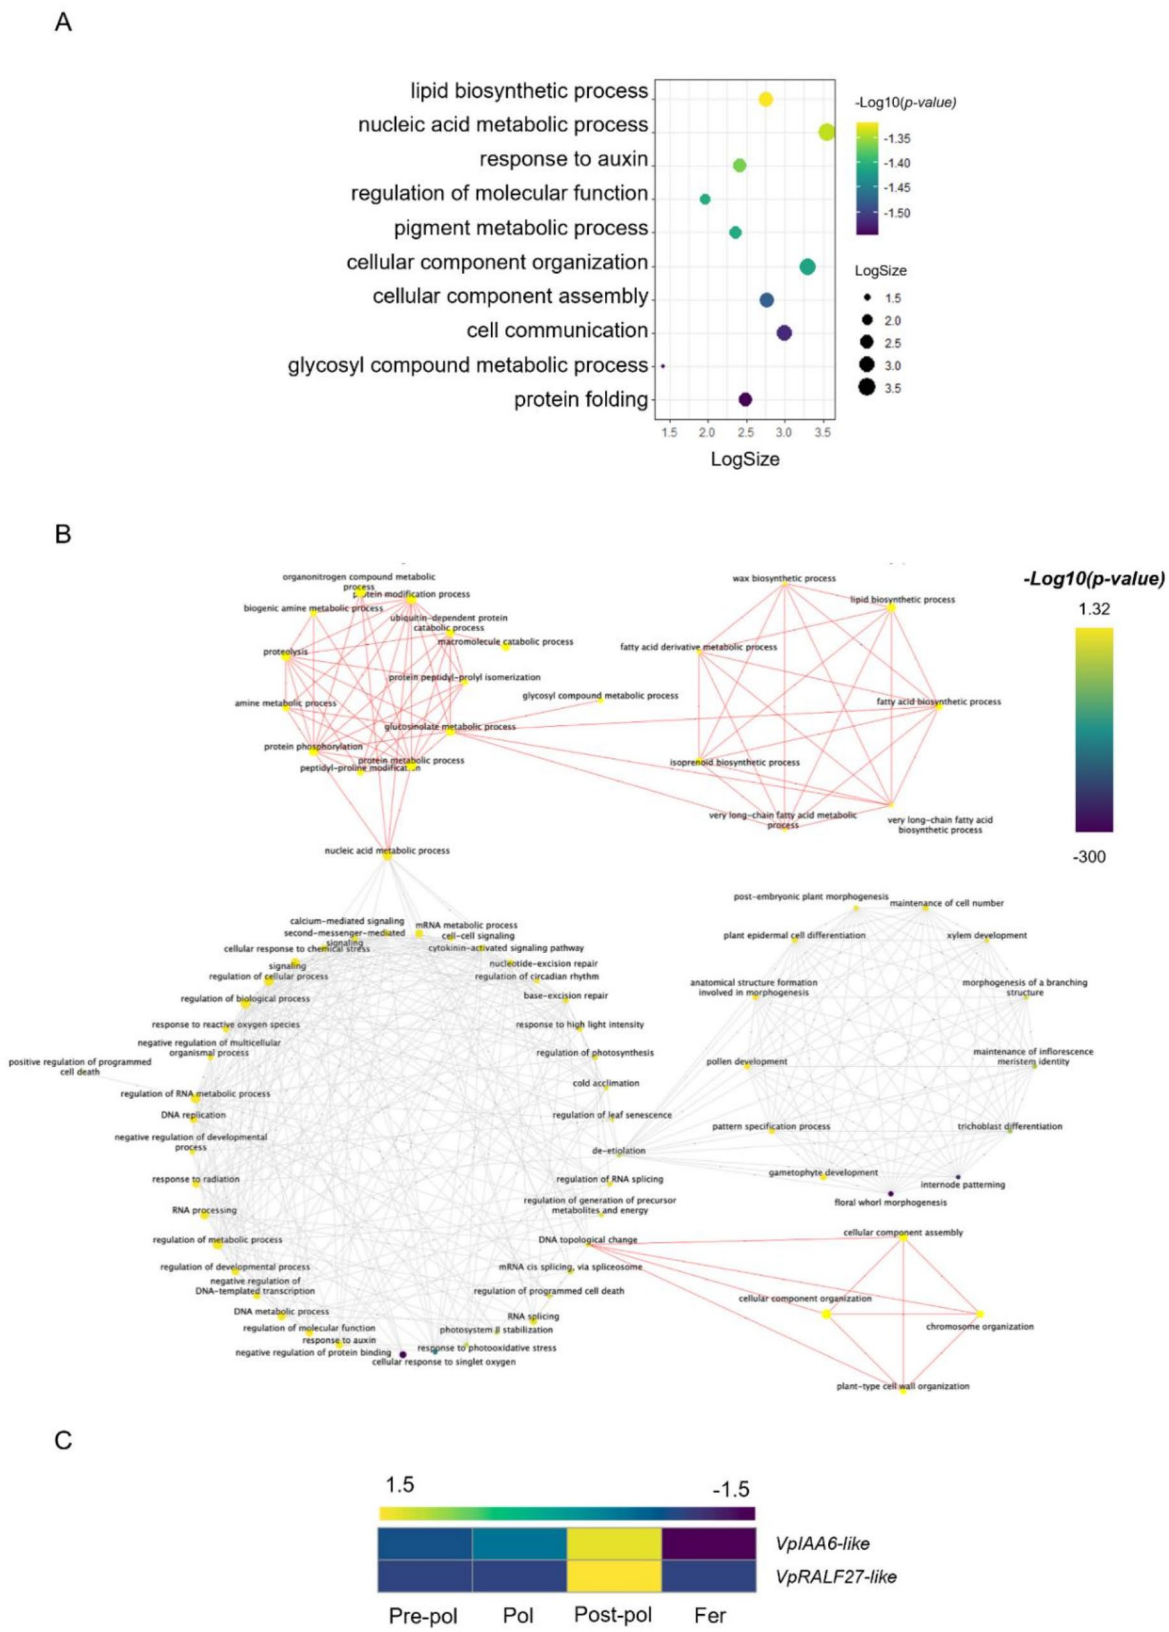 A
lipid biosynthetic process
nucleic acid metabolic process
response to auxin
regulation of molecular function
pigment metabolic process
cellular component organization
cellular component assembly
cell communication
glycosyl compound metabolic process
protein folding
1.5 2.0 2.5 3.0 3.5
LogSize
-Log10(p-value)
-1.35
-1.40
-1.45
-1.50
LogSize
1.5
2.0
2.5
3.0
3.5
B
organonitrogen compound metabolic
process
protein modification process
biogenic amine metabolic process
ubiquitin-dependent protein
catabolic process
macromolecule catabolic process
proteolysis
protein peptidyl-prolyl isomerization
amine metabolic process
glucosinolate metabolic process
protein phosphorylation
protein metabolic process
peptidyl-proline modification
nucleic acid metabolic process
glycosyl compound metabolic process
wax biosynthetic process
lipid biosynthetic process
fatty acid derivative metabolic process
fatty acid biosynthetic process
isoprenoid biosynthetic process
very long-chain fatty acid metabolic
process
very long-chain fatty acid
biosynthetic process
-Log10(p-value)
1.32
-300
calcium-mediated signaling
mRNA metabolic process
second-messenger-mediated
signaling
cell-cell signaling
cellular response to chemical stress
cytokinin-activated signaling pathway
signaling
nucleotide-excision repair
regulation of cellular process
regulation of circadian rhythm
regulation of biological process
base-excision repair
response to reactive oxygen species
response to high light intensity
negative regulation of multicellular
organismal process
regulation of photosynthesis
positive regulation of programmed
cell death
cold acclimation
regulation of RNA metabolic process
DNA replication
regulation of leaf senescence
negative regulation of developmental
process
de-etiolation
response to radiation
regulation of RNA splicing
RNA processing
regulation of generation of precursor
metabolites and energy
regulation of metabolic process
DNA topological change
regulation of developmental process
mRNA cis splicing, via spliceosome
negative regulation of
DNA-templated transcription
regulation of programmed cell death
DNA metabolic process
RNA splicing
regulation of molecular function
photosystem II stabilization
response to auxin
response to photooxidative stress
negative regulation of protein binding
cellular response to singlet oxygen
post-embryonic plant morphogenesis
maintenance of cell number
plant epidermal cell differentiation
xylem development
anatomical structure formation
involved in morphogenesis
morphogenesis of a branching
structure
pollen development
maintenance of inflorescence
meristem identity
pattern specification process
trichoblast differentiation
gametophyte development
internode patterning
floral whorl morphogenesis
cellular component assembly
cellular component organization
chromosome organization
plant-type cell wall organization
C
1.5
-1.5
VpIAA6-like
VpRALF27-like
Pre-pol Pol Post-pol Fer